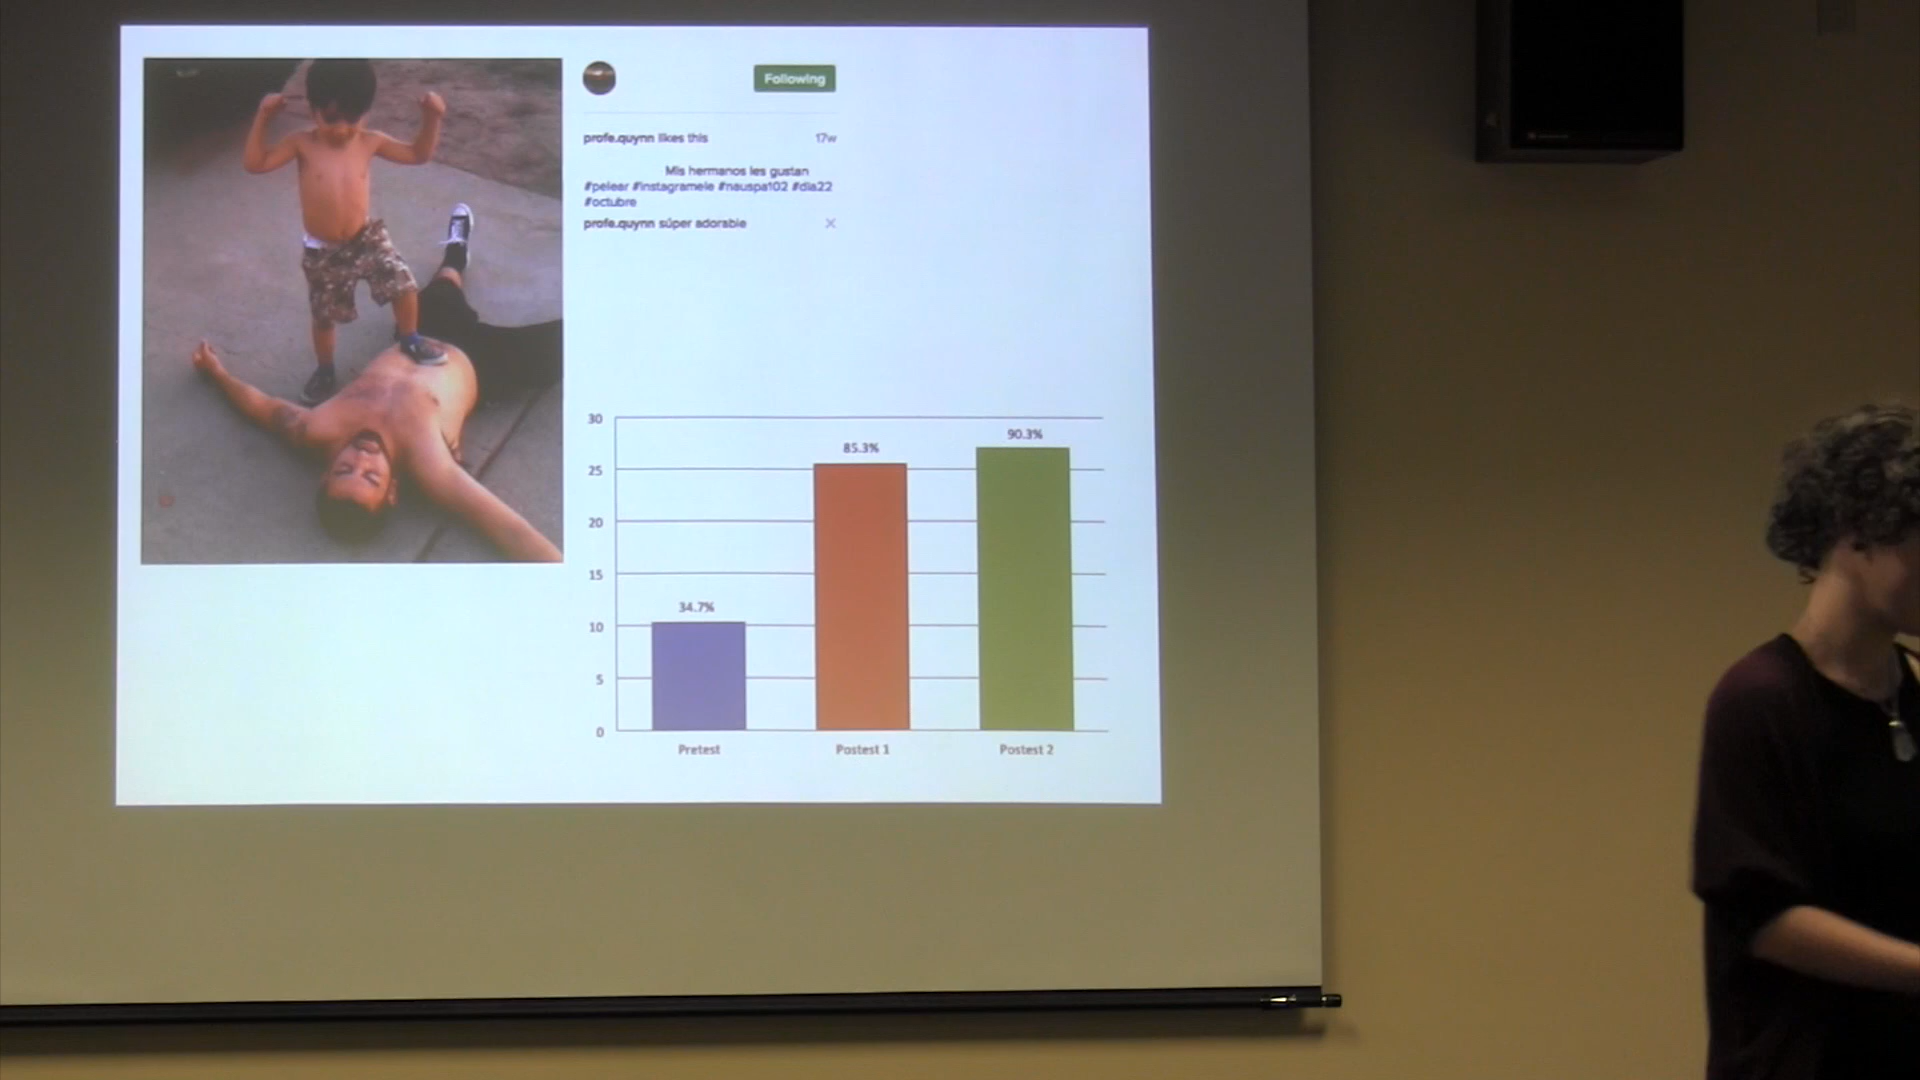 Following
profe.quynn likes this 17w
Mis hermanos les gustan
#pelear #instagramele #nauspa102 #dia22
#octubre
profe.quynn súper adorable ×
30
25
20
15
10
5
0
34.7%
85.3%
90.3%
Pretest
Postest 1
Postest 2